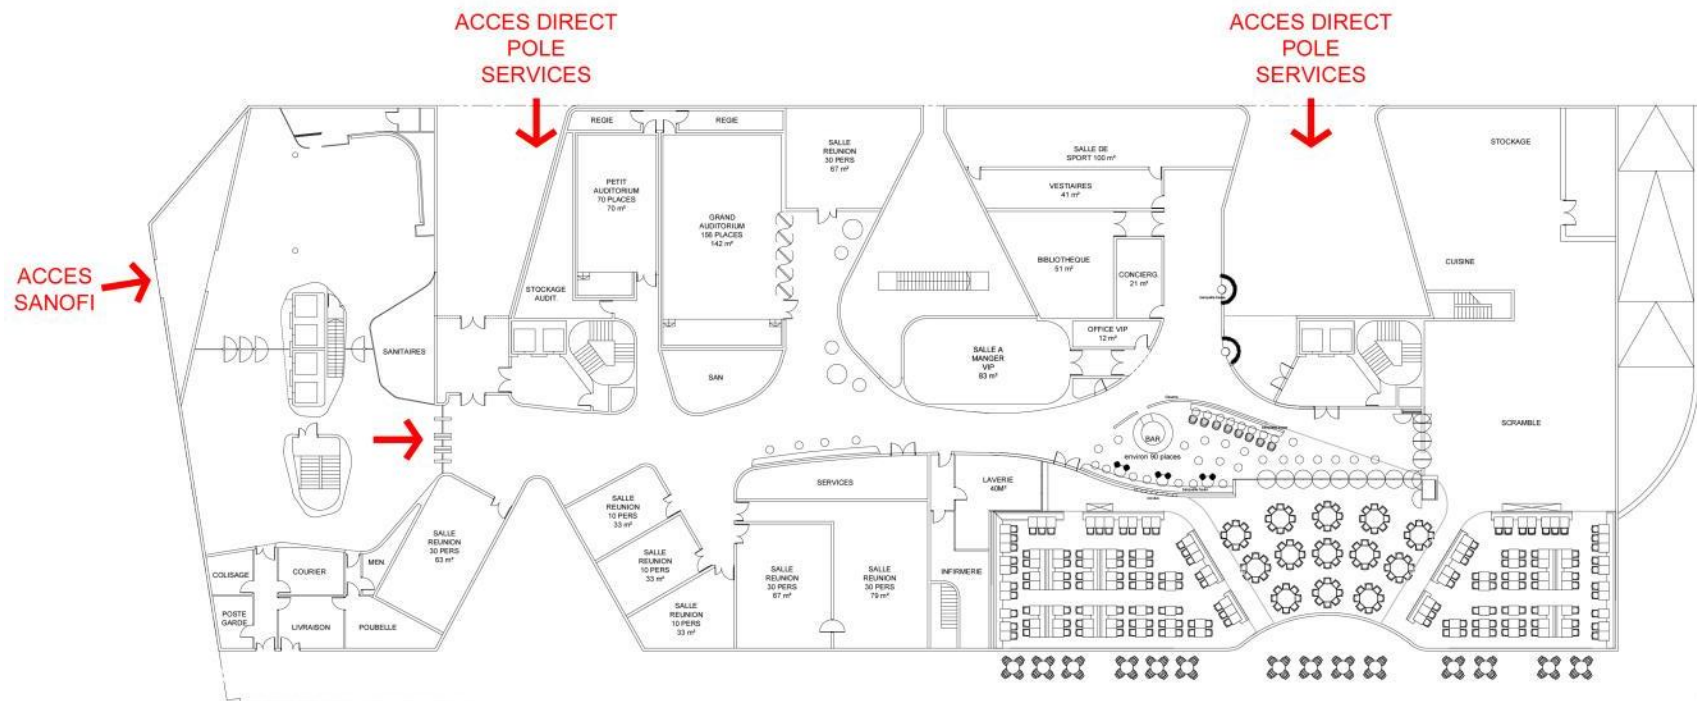 ACCES DIRECT
POLE
SERVICES
ACCES DIRECT
POLE
SERVICES
ACCES
SANOFI
REGIE
REGIE
SALLE
REUNION
30 PERS
67 m²
SALLE DE
SPORT 100 m²
STOCKAGE
PETIT
AUDITORIUM
70 PLACES
70 m²
VESTIAIRES
41 m²
GRAND
AUDITORIUM
156 PLACES
142 m²
BIBLIOTHEQUE
51 m²
CONCIERG.
21 m²
CUISINE
STOCKAGE
AUDIT.
OFFICE VIP
12 m²
SANITAIRES
SAN
SALLE A
MANGER
VIP
83 m²
SCRAMBLE
BAR
environ 90 places
SERVICES
LAVERIE
40M²
SALLE
REUNION
10 PERS
33 m²
SALLE
REUNION
30 PERS
63 m²
SALLE
REUNION
10 PERS
33 m²
SALLE
REUNION
10 PERS
33 m²
SALLE
REUNION
30 PERS
67 m²
SALLE
REUNION
30 PERS
79 m²
INFIRMERIE
COLISAGE
COURIER
MEN
POSTE
GARDE
LIVRAISON
POUBELLE